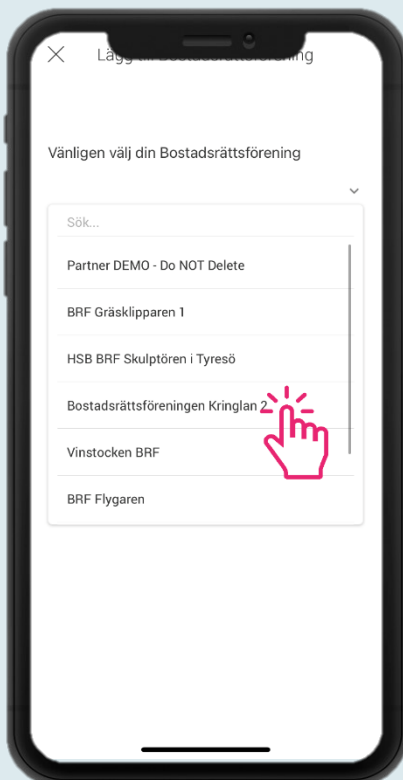 Lägg till Bostadsrättsförening
Vänligen välj din Bostadsrättsförening
Sök...
Partner DEMO - Do NOT Delete
BRF Gräsklipparen 1
HSB BRF Skulptören i Tyresö
Bostadsrättsföreningen Kringlan 2
Vinstocken BRF
BRF Flygaren